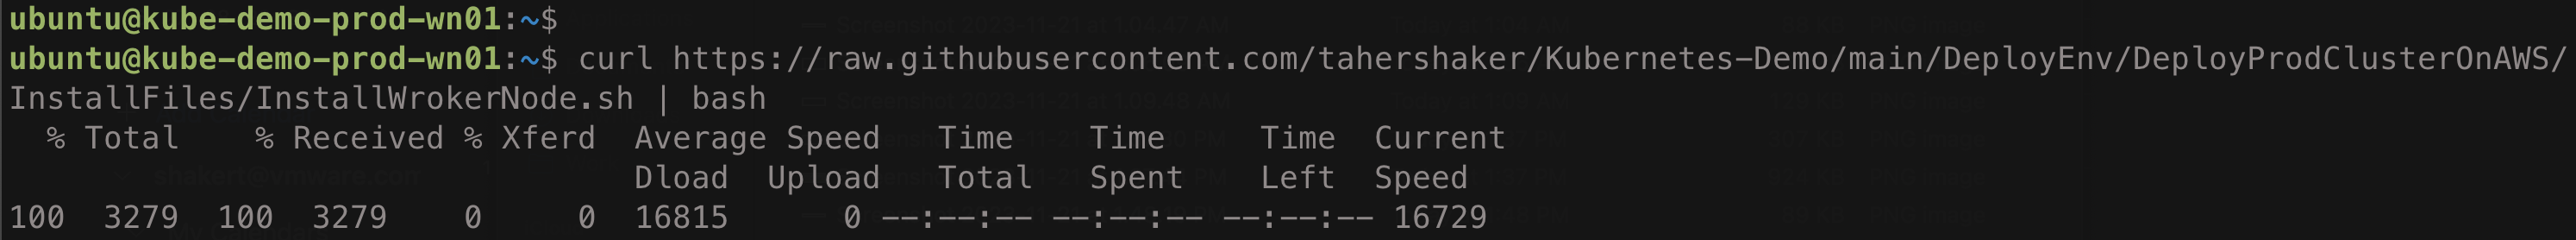 ubuntu@kube-demo-prod-wn01:~$
ubuntu@kube-demo-prod-wn01:~$ curl https://raw.githubusercontent.com/tahershaker/Kubernetes-Demo/main/DeployEnv/DeployProdClusterOnAWS/
InstallFiles/InstallWrokerNode.sh | bash
% Total % Received % Xferd Average Speed Time Time Time Current
Dload Upload Total Spent Left Speed
100 3279 100 3279 0 0 16815 0 --:--:-- --:--:-- --:--:-- 16729